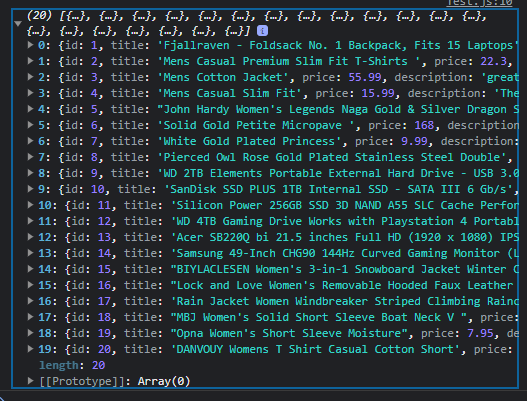 Test.js:10
(20) [{…}, {…}, {…}, {…}, {…}, {…}, {…}, {…}, {…}, {…}, {…}, {…},
{…}, {…}, {…}, {…}, {…}, {…}, {…}, {…}] i
0: {id: 1, title: 'Fjallraven - Foldsack No. 1 Backpack, Fits 15 Laptops'
1: {id: 2, title: 'Mens Casual Premium Slim Fit T-Shirts ', price: 22.3,
2: {id: 3, title: 'Mens Cotton Jacket', price: 55.99, description: 'great
3: {id: 4, title: 'Mens Casual Slim Fit', price: 15.99, description: 'The
4: {id: 5, title: "John Hardy Women's Legends Naga Gold & Silver Dragon S
5: {id: 6, title: 'Solid Gold Petite Micropave ', price: 168, description
6: {id: 7, title: 'White Gold Plated Princess', price: 9.99, description:
7: {id: 8, title: 'Pierced Owl Rose Gold Plated Stainless Steel Double',
8: {id: 9, title: 'WD 2TB Elements Portable External Hard Drive - USB 3.0
9: {id: 10, title: 'SanDisk SSD PLUS 1TB Internal SSD - SATA III 6 Gb/s',
10: {id: 11, title: 'Silicon Power 256GB SSD 3D NAND A55 SLC Cache Perfor
11: {id: 12, title: 'WD 4TB Gaming Drive Works with Playstation 4 Portabl
12: {id: 13, title: 'Acer SB220Q bi 21.5 inches Full HD (1920 x 1080) IPS
13: {id: 14, title: 'Samsung 49-Inch CHG90 144Hz Curved Gaming Monitor (L
14: {id: 15, title: "BIYLACLESEN Women's 3-in-1 Snowboard Jacket Winter C
15: {id: 16, title: "Lock and Love Women's Removable Hooded Faux Leather
16: {id: 17, title: 'Rain Jacket Women Windbreaker Striped Climbing Rainc
17: {id: 18, title: "MBJ Women's Solid Short Sleeve Boat Neck V ", price:
18: {id: 19, title: "Opna Women's Short Sleeve Moisture", price: 7.95, de
19: {id: 20, title: 'DANVOUY Womens T Shirt Casual Cotton Short', price:
length: 20
[[Prototype]]: Array(0)